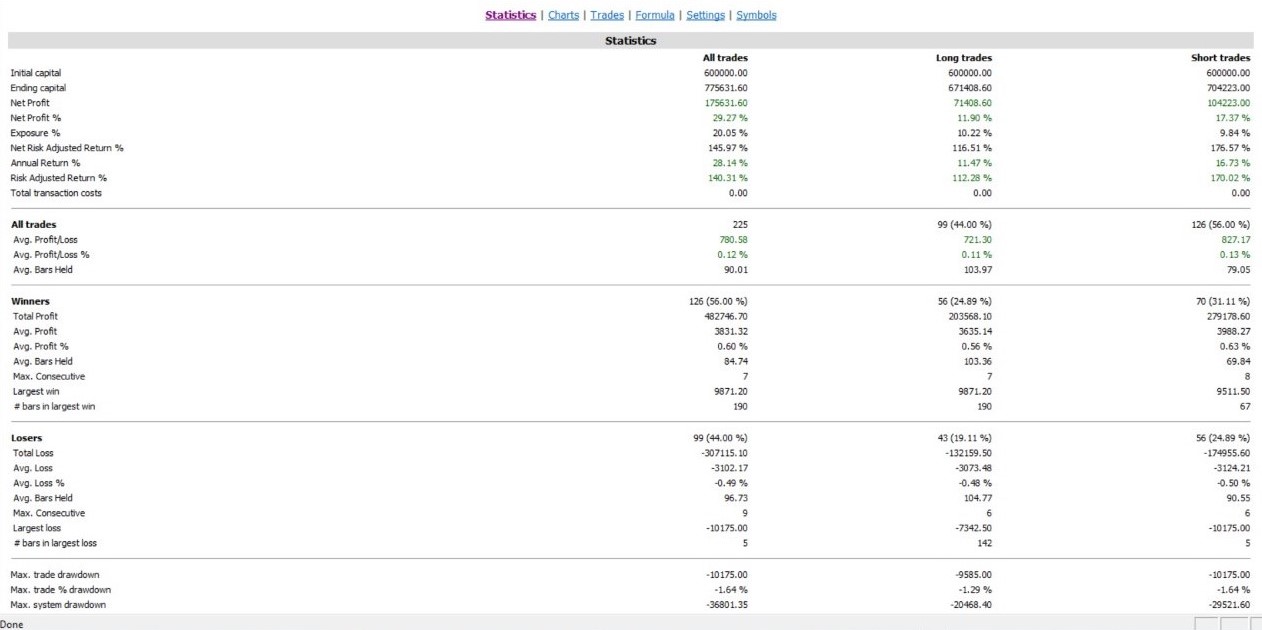 Statistics | Charts | Trades | Formula | Settings | Symbols
Statistics
All trades Long trades Short trades
Initial capital 600000.00 600000.00 600000.00
Ending capital 775631.60 671408.60 704223.00
Net Profit 175631.60 71408.60 104223.00
Net Profit % 29.27 % 11.90 % 17.37 %
Exposure % 20.05 % 10.22 % 9.84 %
Net Risk Adjusted Return % 145.97 % 116.51 % 176.57 %
Annual Return % 28.14 % 11.47 % 16.73 %
Risk Adjusted Return % 140.31 % 112.28 % 170.02 %
Total transaction costs 0.00 0.00 0.00
All trades 225 99 (44.00 %) 126 (56.00 %)
Avg. Profit/Loss 780.58 721.30 827.17
Avg. Profit/Loss % 0.12 % 0.11 % 0.13 %
Avg. Bars Held 90.01 103.97 79.05
Winners 126 (56.00 %) 56 (24.89 %) 70 (31.11 %)
Total Profit 482746.70 203568.10 279178.60
Avg. Profit 3831.32 3635.14 3988.27
Avg. Profit % 0.60 % 0.56 % 0.63 %
Avg. Bars Held 84.74 103.36 69.84
Max. Consecutive 7 7 8
Largest win 9871.20 9871.20 9511.50
# bars in largest win 190 190 67
Losers 99 (44.00 %) 43 (19.11 %) 56 (24.89 %)
Total Loss -307115.10 -132159.50 -174955.60
Avg. Loss -3102.17 -3073.48 -3124.21
Avg. Loss % -0.49 % -0.48 % -0.50 %
Avg. Bars Held 96.73 104.77 90.55
Max. Consecutive 9 6 6
Largest loss -10175.00 -7342.50 -10175.00
# bars in largest loss 5 142 5
Max. trade drawdown -10175.00 -9585.00 -10175.00
Max. trade % drawdown -1.64 % -1.29 % -1.64 %
Max. system drawdown -36801.35 -20468.40 -29521.60
Done